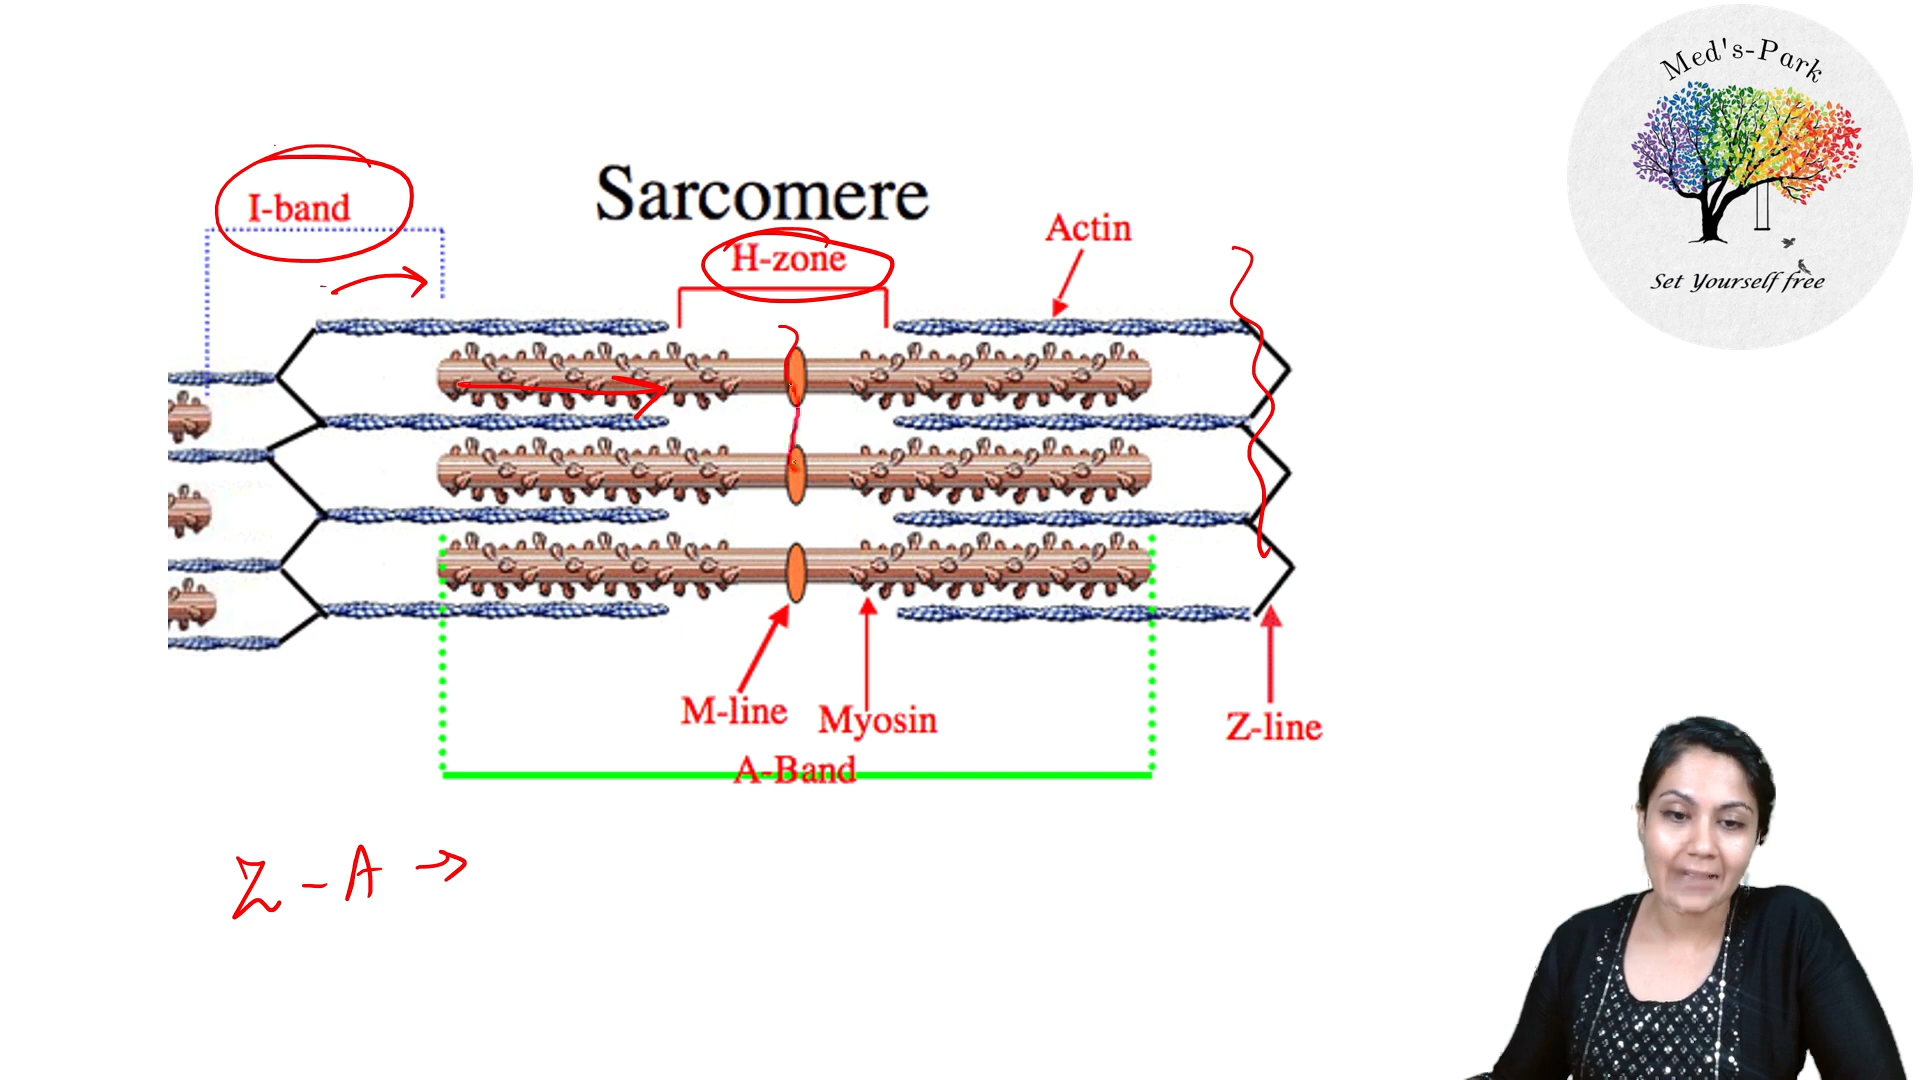 Med's-Park
Set Yourself free
Sarcomere
I-band
H-zone
Actin
M-line
Myosin
Z-line
A-Band
Z - A →